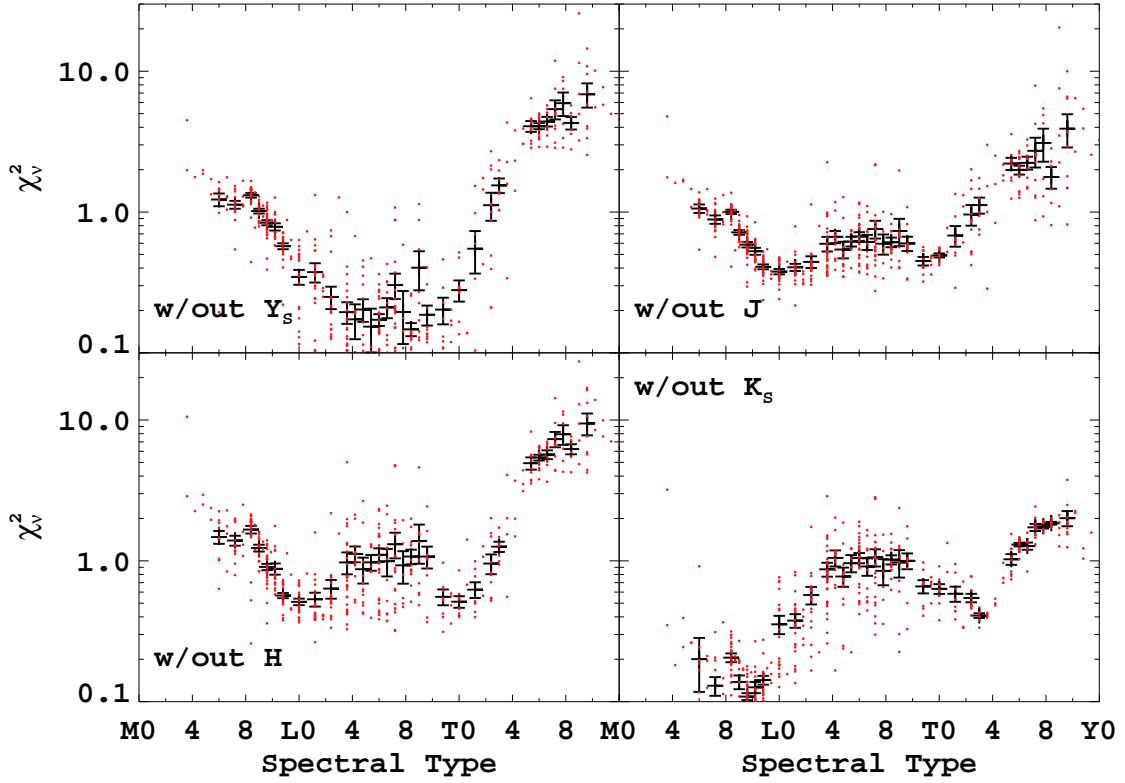 10.0
1.0
0.1
χ²ᵥ
w/out Yₛ
w/out J
10.0
1.0
0.1
χ²ᵥ
w/out H
w/out Kₛ
M0 4 8 L0 4 8 T0 4 8 M0 4 8 L0 4 8 T0 4 8 Y0
Spectral Type
Spectral Type